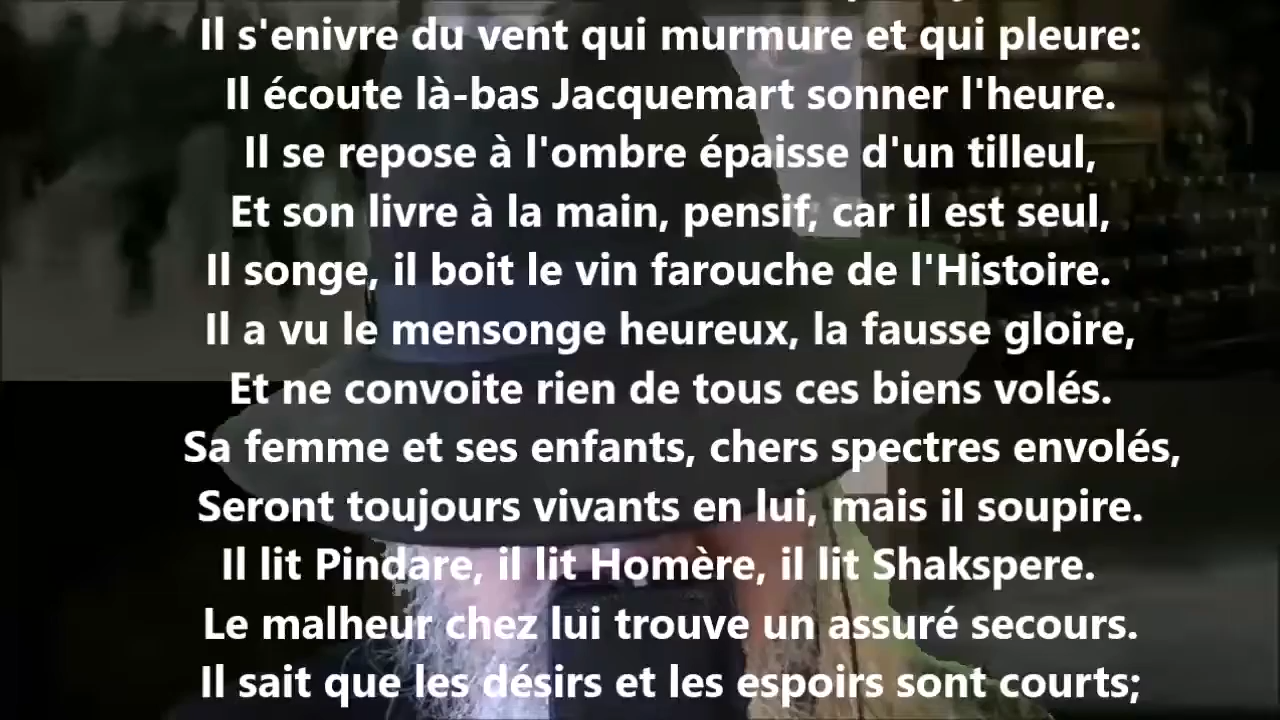 Il s'enivre du vent qui murmure et qui pleure:
Il écoute là-bas Jacquemart sonner l'heure.
Il se repose à l'ombre épaisse d'un tilleul,
Et son livre à la main, pensif, car il est seul,
Il songe, il boit le vin farouche de l'Histoire.
Il a vu le mensonge heureux, la fausse gloire,
Et ne convoite rien de tous ces biens volés.
Sa femme et ses enfants, chers spectres envolés,
Seront toujours vivants en lui, mais il soupire.
Il lit Pindare, il lit Homère, il lit Shakspere.
Le malheur chez lui trouve un assuré secours.
Il sait que les désirs et les espoirs sont courts;